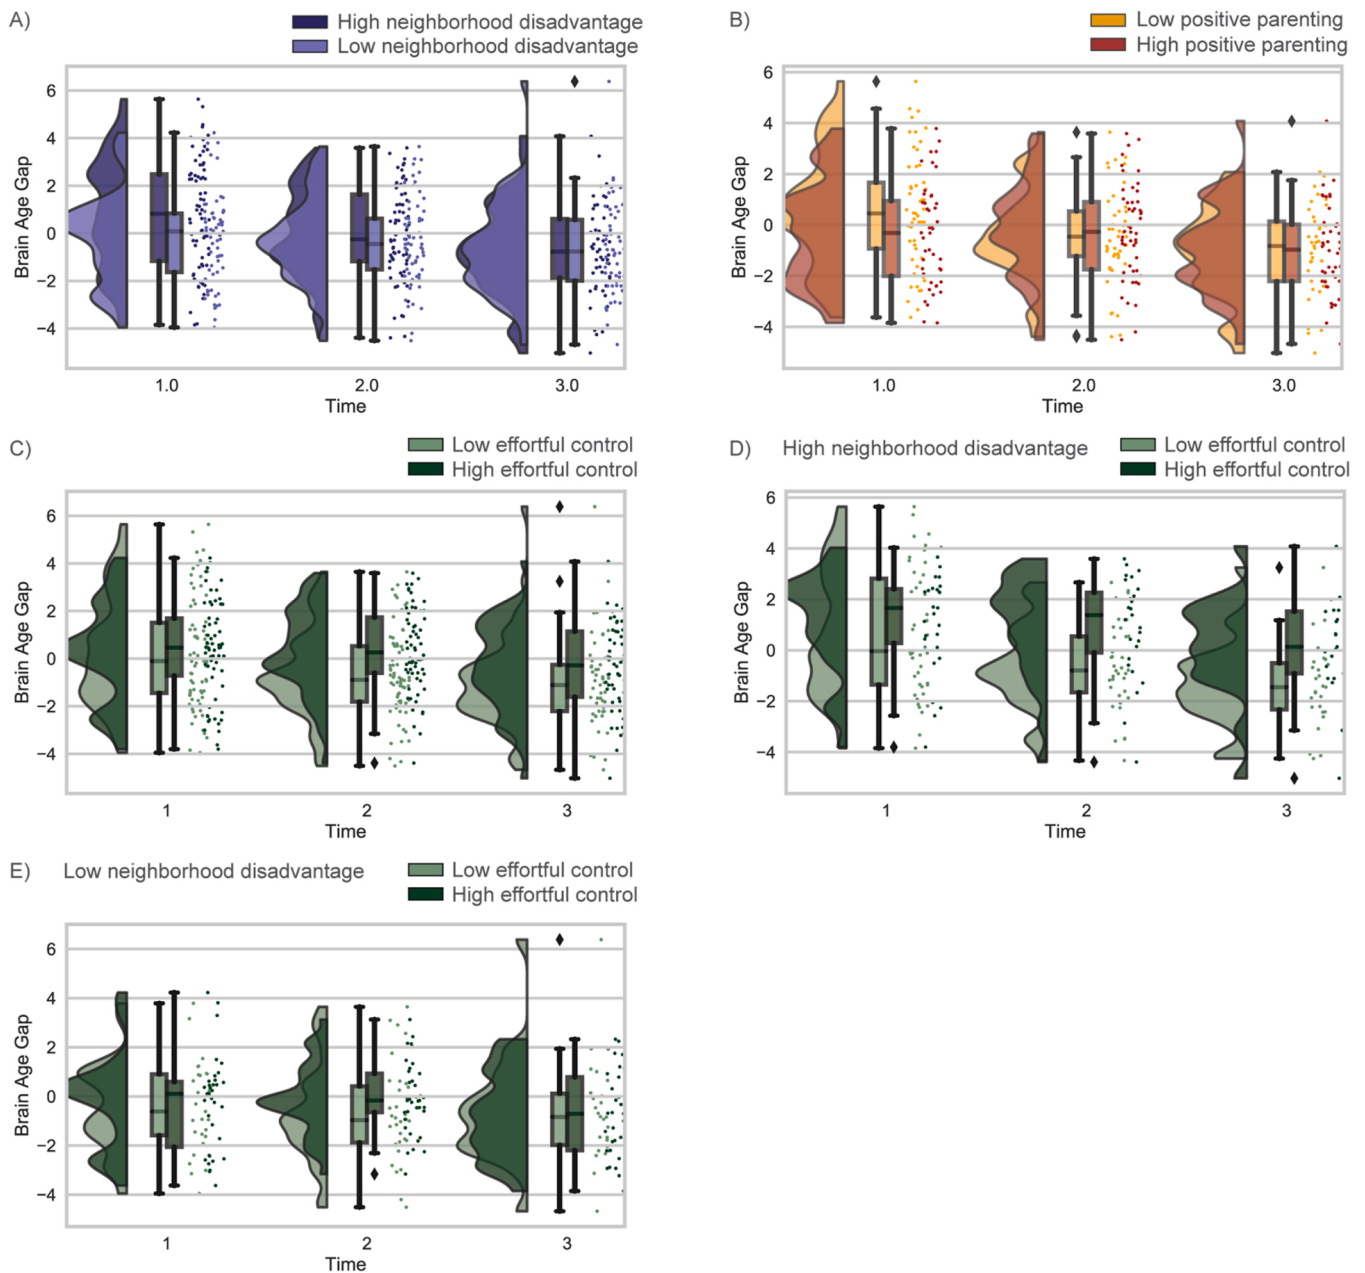 A)
High neighborhood disadvantage
Low neighborhood disadvantage
Brain Age Gap
6
4
2
0
−2
−4
1.0
2.0
3.0
Time
B)
Low positive parenting
High positive parenting
Brain Age Gap
6
4
2
0
−2
−4
1.0
2.0
3.0
Time
C)
Low effortful control
High effortful control
Brain Age Gap
6
4
2
0
−2
−4
1
2
3
Time
D)
High neighborhood disadvantage
Low effortful control
High effortful control
Brain Age Gap
6
4
2
0
−2
−4
1
2
3
Time
E)
Low neighborhood disadvantage
Low effortful control
High effortful control
Brain Age Gap
6
4
2
0
−2
−4
1
2
3
Time